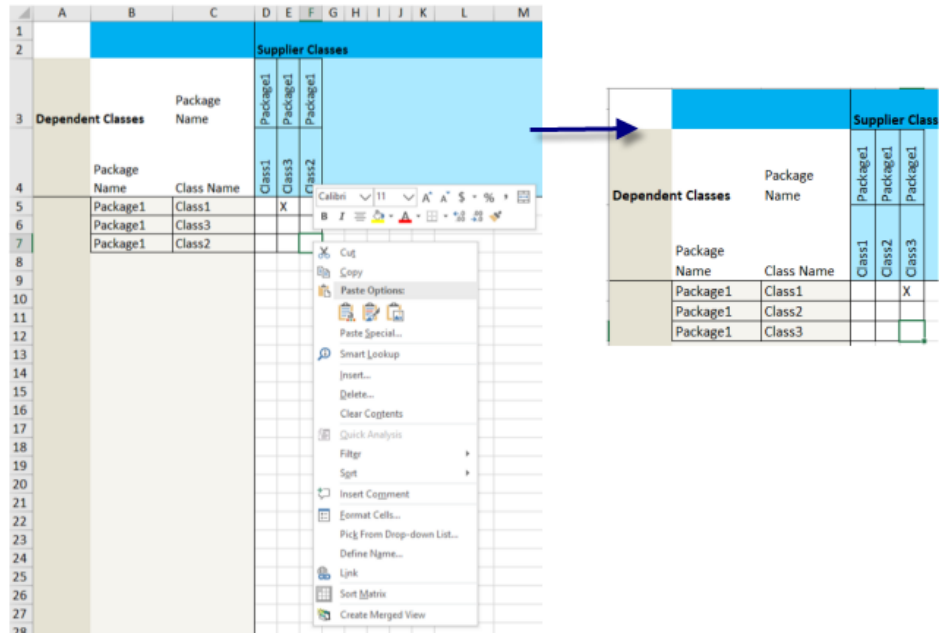 A B C D E F G H I J K L M
1
2 Supplier Classes
Package1 Package1 Package1
Package
3 Dependent Classes Name
Package
4 Name Class Name Class1 Class3 Class2
Calibri 11 A A $ - % ,
B I A
5 Package1 Class1 X
6 Package1 Class3
7 Package1 Class2
8
9
10
11
12
13
14
15
16
17
18
19
20
21
22
23
24
25
26
27
28
Cut
Copy
Paste Options:
Paste Special...
Smart Lookup
Insert...
Delete...
Clear Contents
Quick Analysis
Filter
Sort
Insert Comment
Format Cells...
Pick From Drop-down List...
Define Name...
Link
Sort Matrix
Create Merged View
Supplier Class
Package1 Package1 Package1
Package
Dependent Classes Name
Package
Name Class Name Class1 Class2 Class3
Package1 Class1 X
Package1 Class2
Package1 Class3